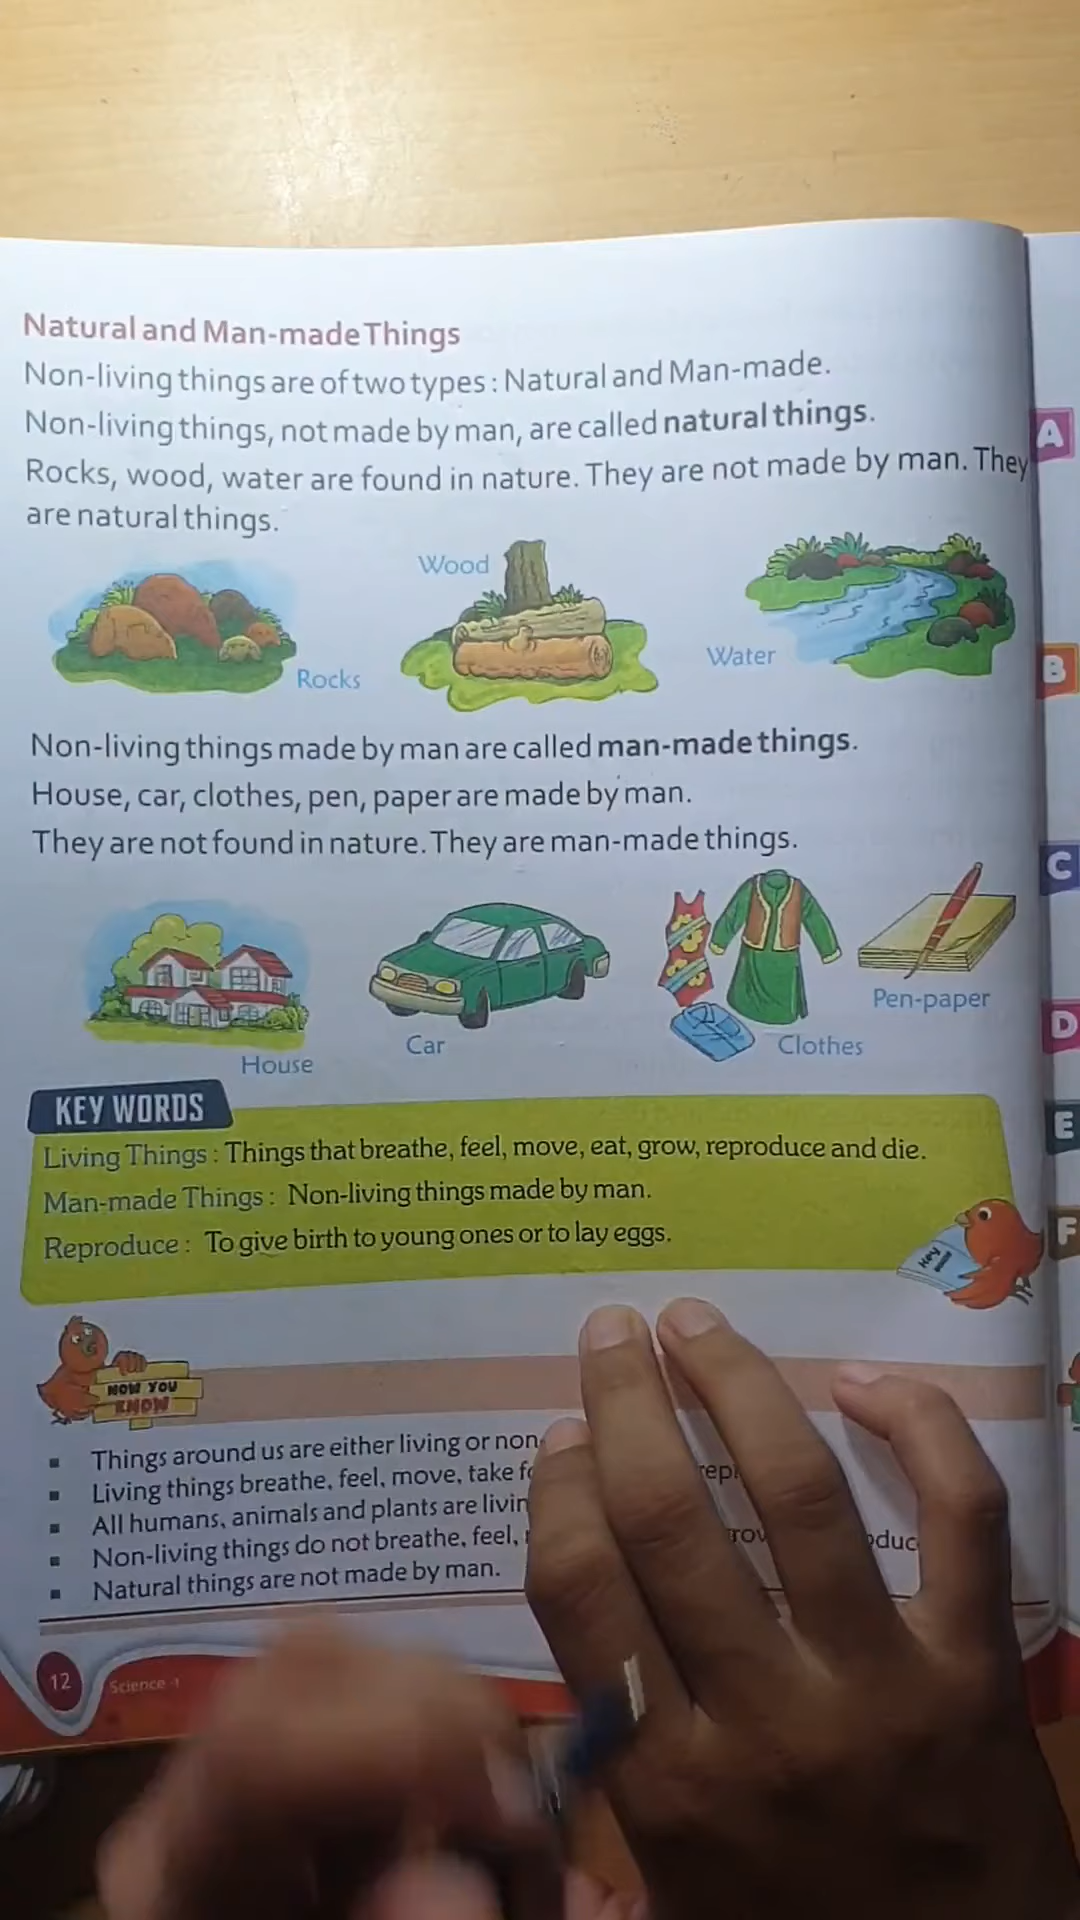 Natural and Man-made Things
Non-living things are of two types : Natural and Man-made.
Non-living things, not made by man, are called natural things.
Rocks, wood, water are found in nature. They are not made by man. They
are natural things.
Wood
Water
Rocks
Non-living things made by man are called man-made things.
House, car, clothes, pen, paper are made by man.
They are not found in nature. They are man-made things.
Pen-paper
Car
Clothes
House
KEY WORDS
Living Things : Things that breathe, feel, move, eat, grow, reproduce and die.
Man-made Things : Non-living things made by man.
Reproduce : To give birth to young ones or to lay eggs.
Key
NOW YOU
KNOW
Things around us are either living or non-
Living things breathe, feel, move, take
All humans, animals and plants are
Non-living things do not breathe, feel,
Natural things are not made by man.
12
Science -1
A
B
C
D
E
F